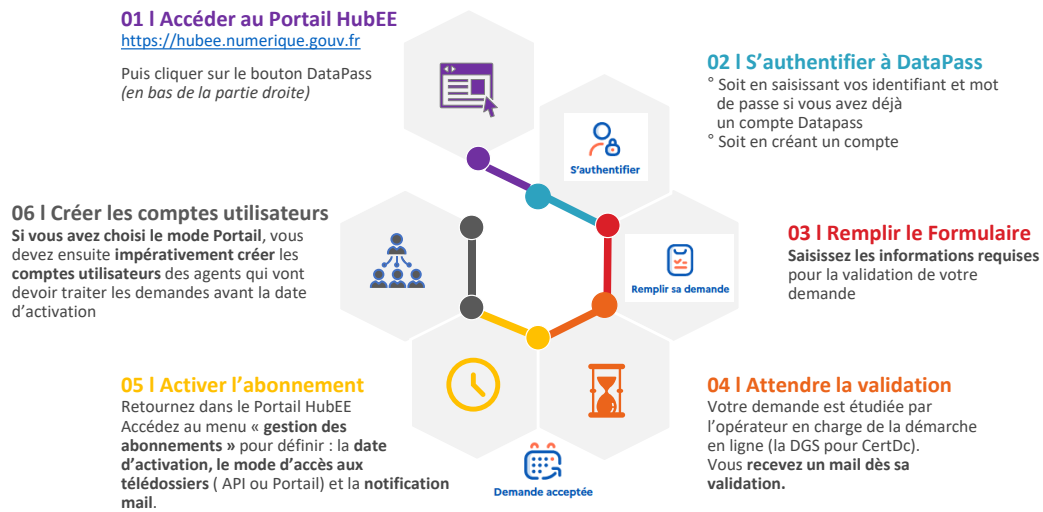 01 l Accéder au Portail HubEE
https://hubee.numerique.gouv.fr
Puis cliquer sur le bouton DataPass
(en bas de la partie droite)
02 l S’authentifier à DataPass
° Soit en saisissant vos identifiant et mot
de passe si vous avez déjà
un compte Datapass
° Soit en créant un compte
S’authentifier
03 l Remplir le Formulaire
Saisissez les informations requises
pour la validation de votre
demande
Remplir sa demande
04 l Attendre la validation
Votre demande est étudiée par
l’opérateur en charge de la démarche
en ligne (la DGS pour CertDc).
Vous recevez un mail dès sa
validation.
Demande acceptée
05 l Activer l’abonnement
Retournez dans le Portail HubEE
Accédez au menu « gestion des
abonnements » pour définir : la date
d’activation, le mode d’accès aux
télédossiers ( API ou Portail) et la notification
mail.
06 l Créer les comptes utilisateurs
Si vous avez choisi le mode Portail, vous
devez ensuite impérativement créer les
comptes utilisateurs des agents qui vont
devoir traiter les demandes avant la date
d’activation